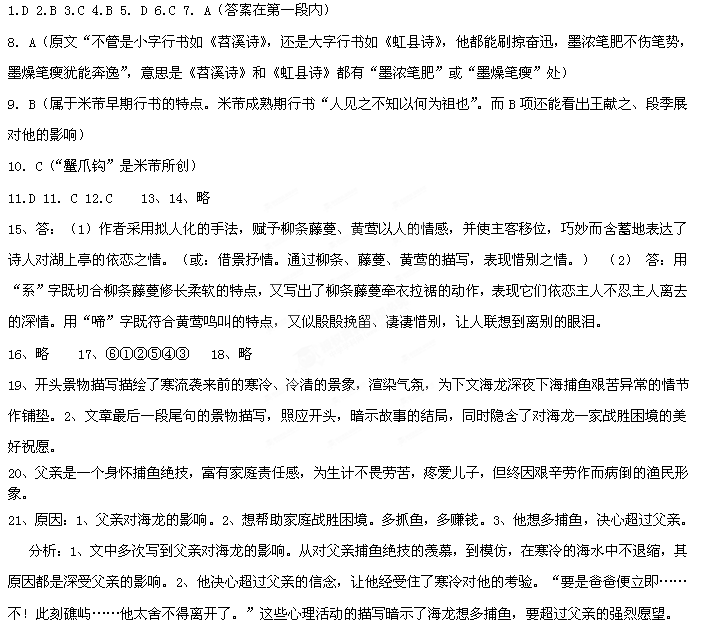 1.D 2.B 3.C 4.B 5. D 6.C 7. A（答案在第一段内）
8. A（原文“不管是小字行书如《苕溪诗》，还是大字行书如《虹县诗》，他都能刷掠奋迅，墨浓笔肥不伤笔势，
墨燥笔瘦犹能奔逸”，意思是《苕溪诗》和《虹县诗》都有“墨浓笔肥”或“墨燥笔瘦”处）
9. B（属于米芾早期行书的特点。米芾成熟期行书“人见之不知以何为祖也”。而 B 项还能看出王献之、段季展
对他的影响）
10. C（“蟹爪钩”是米芾所创）
11.D 11. C 12.C 13、14、略
15、答：（1）作者采用拟人化的手法，赋予柳条藤蔓、黄莺以人的情感，并使主客移位，巧妙而含蓄地表达了
诗人对湖上亭的依恋之情。（或：借景抒情。通过柳条、藤蔓、黄莺的描写，表现惜别之情。） （2） 答：用
“系”字既切合柳条藤蔓修长柔软的特点，又写出了柳条藤蔓牵衣拉裾的动作，表现它们依恋主人不忍主人离去
的深情。用“啼”字既符合黄莺鸣叫的特点，又似殷殷挽留、凄凄惜别，让人联想到离别的眼泪。
16、略 17、⑥①②⑤④③ 18、略
19、开头景物描写描绘了寒流袭来前的寒冷、冷清的景象，渲染气氛，为下文海龙深夜下海捕鱼艰苦异常的情节
作铺垫。2、文章最后一段尾句的景物描写，照应开头，暗示故事的结局，同时隐含了对海龙一家战胜困境的美
好祝愿。
20、父亲是一个身怀捕鱼绝技，富有家庭责任感，为生计不畏劳苦，疼爱儿子，但终因艰辛劳作而病倒的渔民形
象。
21、原因：1、父亲对海龙的影响。2、想帮助家庭战胜困境。多抓鱼，多赚钱。3、他想多捕鱼，决心超过父亲。
分析：1、文中多次写到父亲对海龙的影响。从对父亲捕鱼绝技的羡慕，到模仿，在寒冷的海水中不退缩，其
原因都是深受父亲的影响。2、他决心超过父亲的信念，让他经受住了寒冷对他的考验。“要是爸爸便立即……
不！此刻礁屿……他太舍不得离开了。”这些心理活动的描写暗示了海龙想多捕鱼，要超过父亲的强烈愿望。